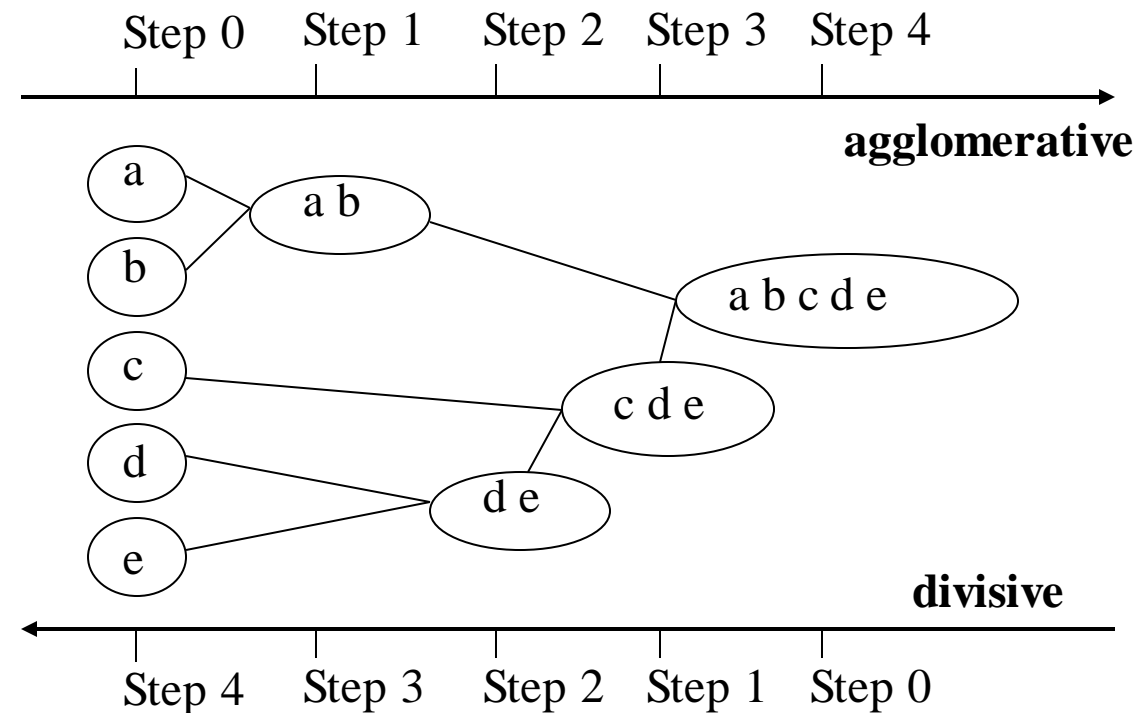 Step 0 Step 1 Step 2 Step 3 Step 4
agglomerative
a
a b
b
a b c d e
c
c d e
d
d e
e
divisive
Step 4 Step 3 Step 2 Step 1 Step 0